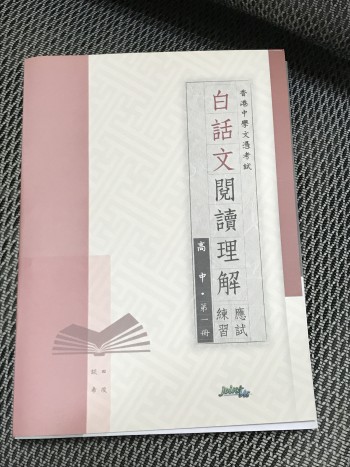 香港中學文憑考試
白話文閱讀理解
應試
練習
高中・第一冊